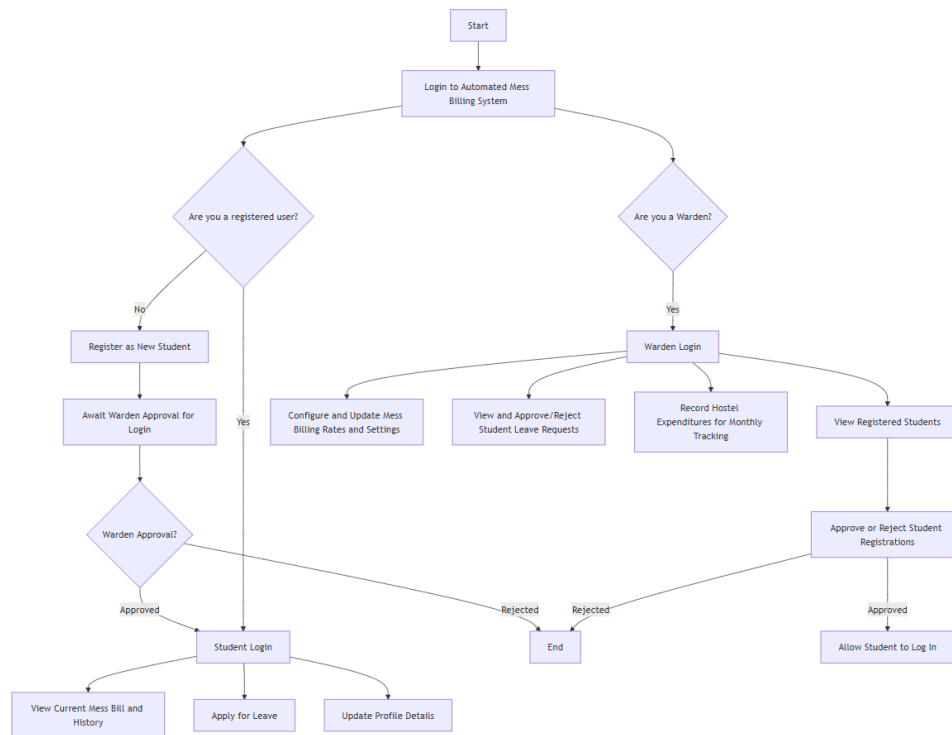 Start
Login to Automated Mess
Billing System
Are you a registered user?
Are you a Warden?
No
Yes
Register as New Student
Warden Login
Await Warden Approval for
Login
Yes
Configure and Update Mess
Billing Rates and Settings
View and Approve/Reject
Student Leave Requests
Record Hostel
Expenditures for Monthly
Tracking
View Registered Students
Warden Approval?
Approve or Reject Student
Registrations
Approved
Rejected
Rejected
Approved
Student Login
End
Allow Student to Log In
View Current Mess Bill and
History
Apply for Leave
Update Profile Details